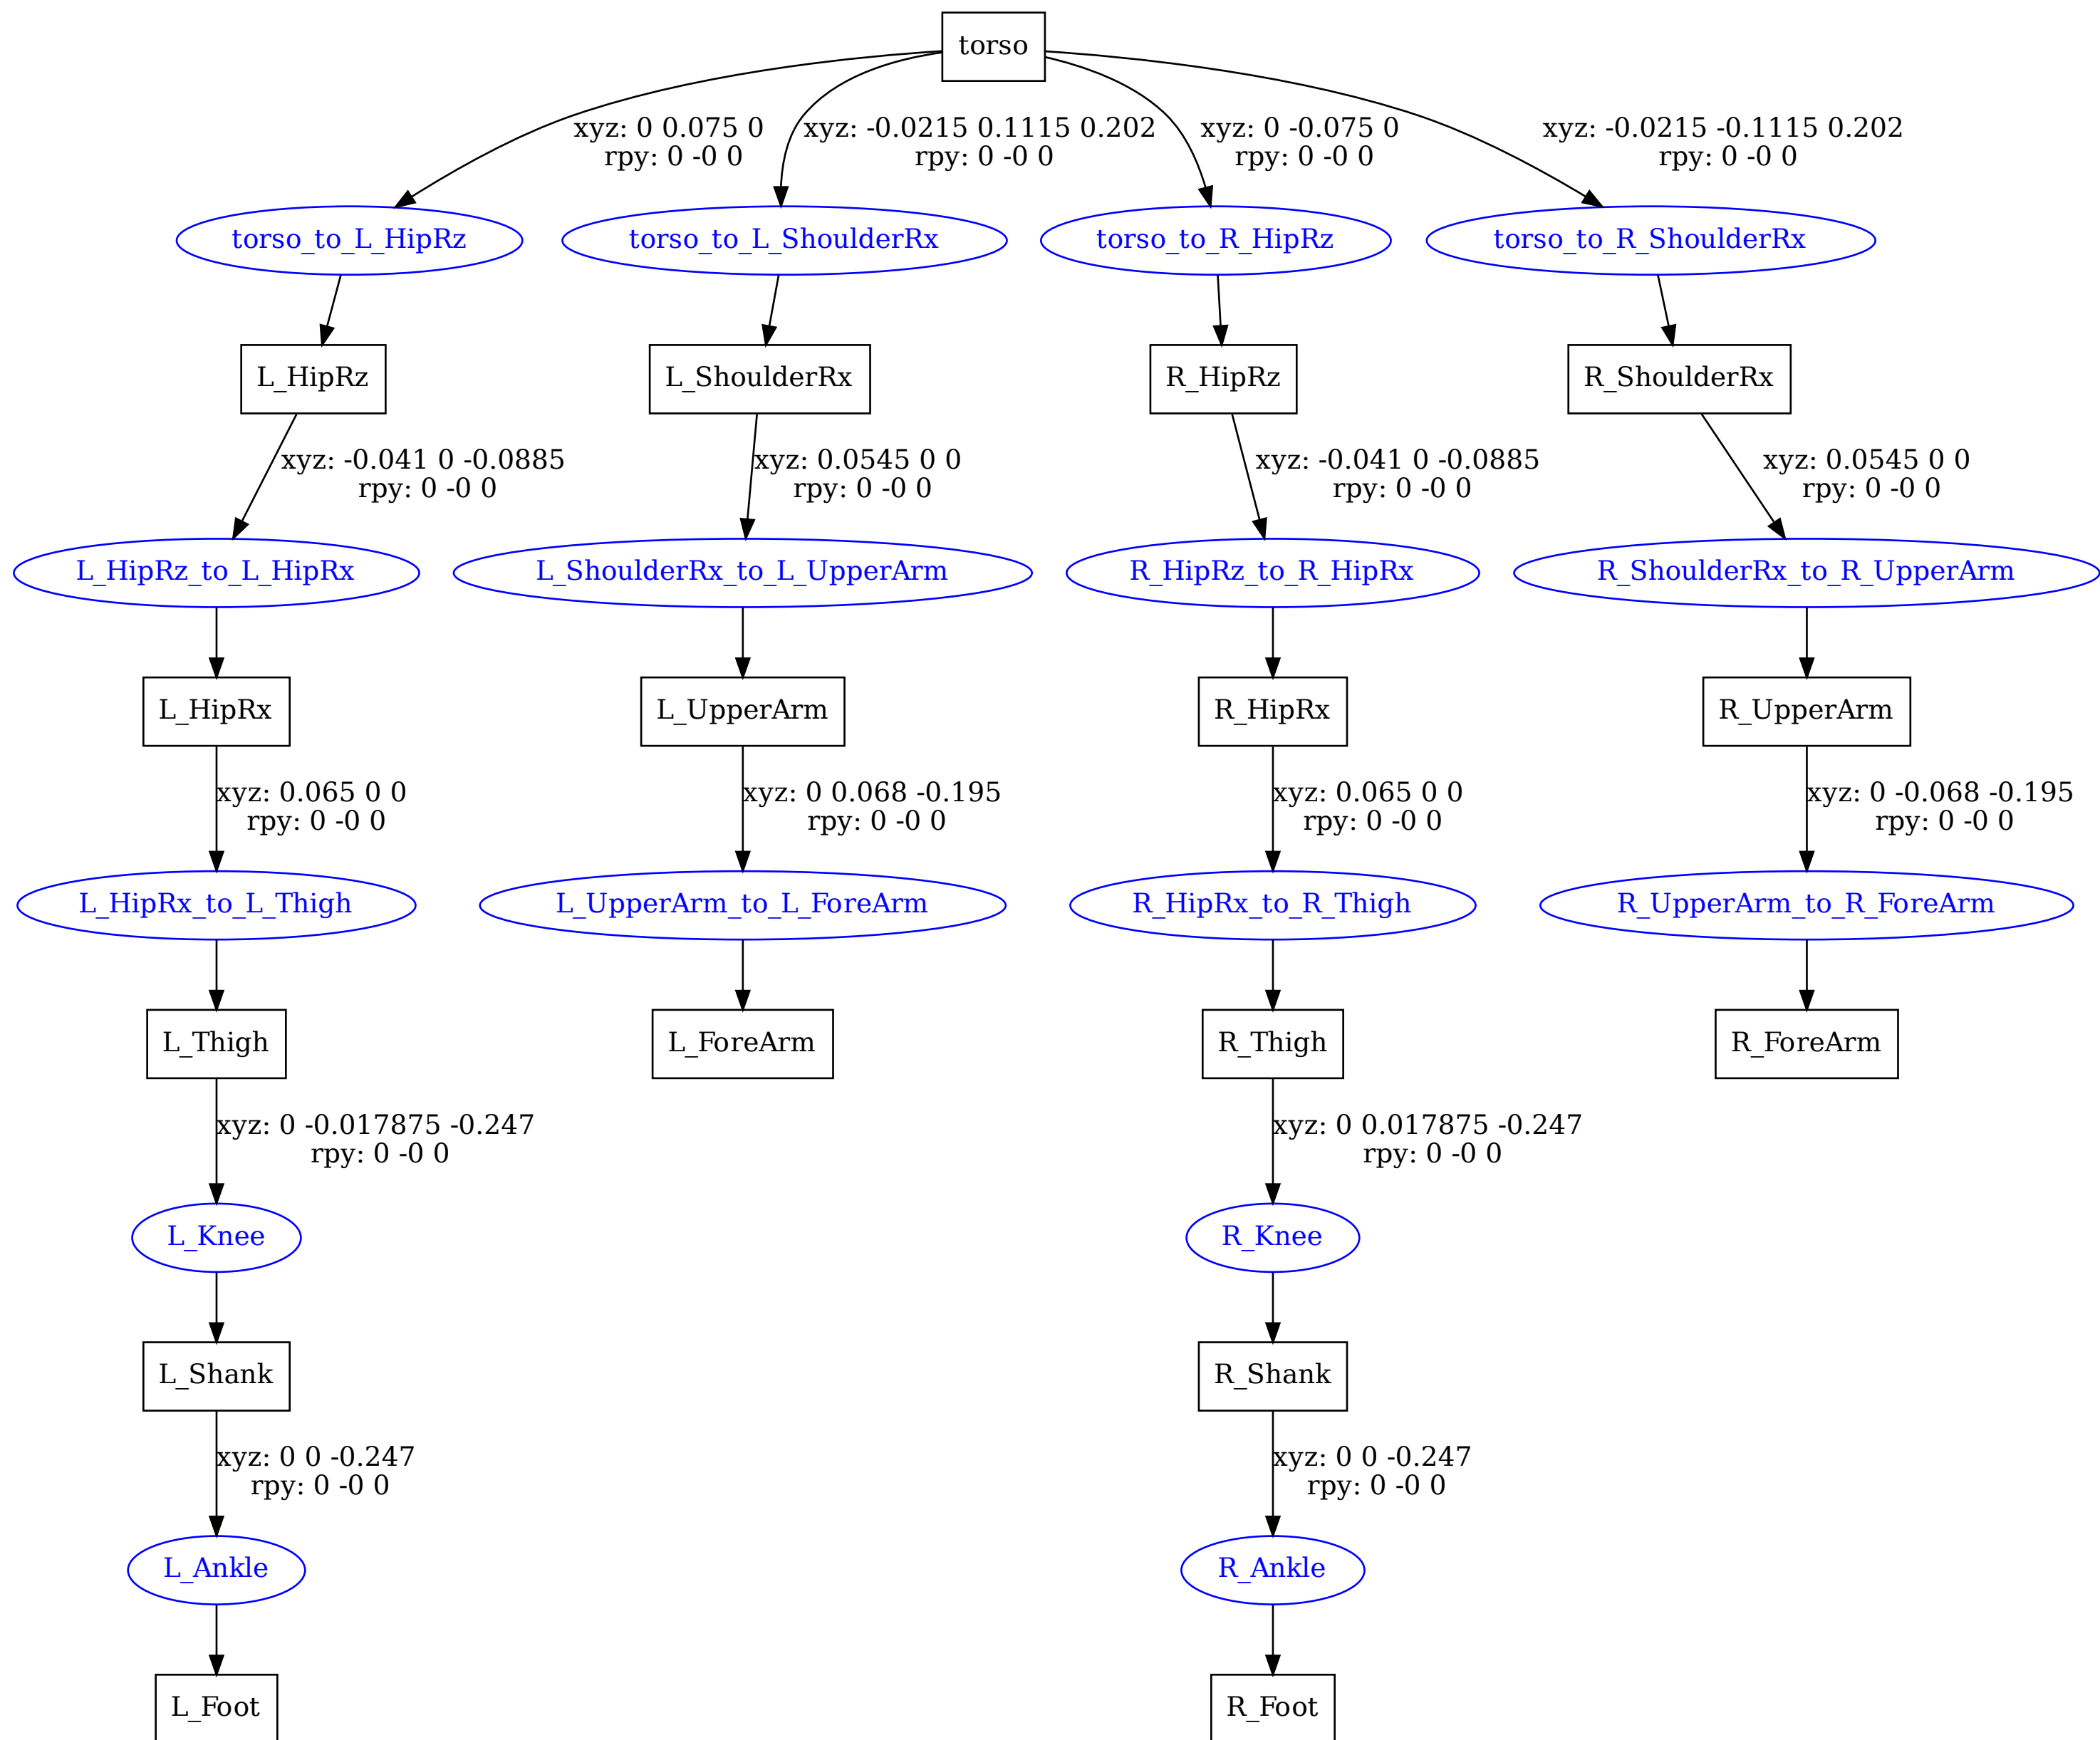 torso
xyz: 0 0.075 0
rpy: 0 -0 0
xyz: -0.0215 0.1115 0.202
rpy: 0 -0 0
xyz: 0 -0.075 0
rpy: 0 -0 0
xyz: -0.0215 -0.1115 0.202
rpy: 0 -0 0
torso_to_L_HipRz
torso_to_L_ShoulderRx
torso_to_R_HipRz
torso_to_R_ShoulderRx
L_HipRz
L_ShoulderRx
R_HipRz
R_ShoulderRx
xyz: -0.041 0 -0.0885
rpy: 0 -0 0
xyz: 0.0545 0 0
rpy: 0 -0 0
xyz: -0.041 0 -0.0885
rpy: 0 -0 0
xyz: 0.0545 0 0
rpy: 0 -0 0
L_HipRz_to_L_HipRx
L_ShoulderRx_to_L_UpperArm
R_HipRz_to_R_HipRx
R_ShoulderRx_to_R_UpperArm
L_HipRx
L_UpperArm
R_HipRx
R_UpperArm
xyz: 0.065 0 0
rpy: 0 -0 0
xyz: 0 0.068 -0.195
rpy: 0 -0 0
xyz: 0.065 0 0
rpy: 0 -0 0
xyz: 0 -0.068 -0.195
rpy: 0 -0 0
L_HipRx_to_L_Thigh
L_UpperArm_to_L_ForeArm
R_HipRx_to_R_Thigh
R_UpperArm_to_R_ForeArm
L_Thigh
L_ForeArm
R_Thigh
R_ForeArm
xyz: 0 -0.017875 -0.247
rpy: 0 -0 0
xyz: 0 0.017875 -0.247
rpy: 0 -0 0
L_Knee
R_Knee
L_Shank
R_Shank
xyz: 0 0 -0.247
rpy: 0 -0 0
xyz: 0 0 -0.247
rpy: 0 -0 0
L_Ankle
R_Ankle
L_Foot
R_Foot